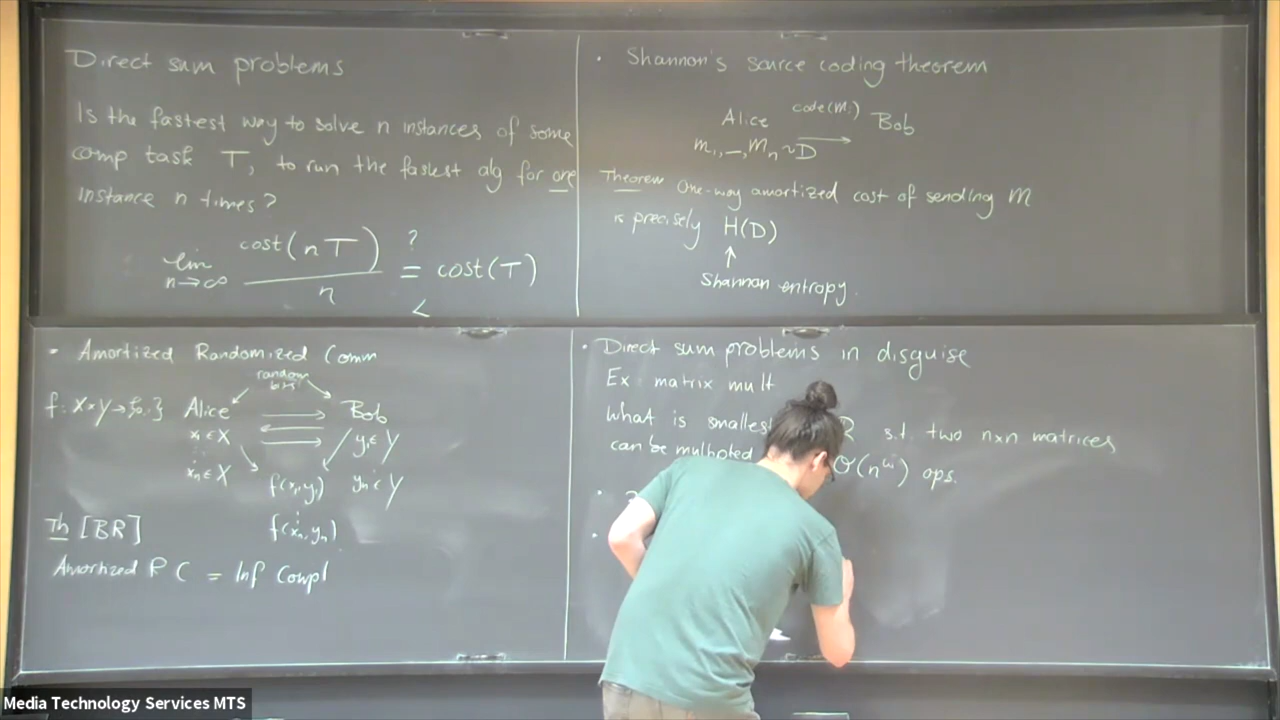 Direct sum problems
Is the fastest way to solve n instances of some
comp task T, to run the fastest alg for one
instance n times?
lim n→∞ cost(nT) / n =? cost(T)
<
• Shannon's source coding theorem
Alice code(M:) Bob
M1, —, Mn ~ D
Theorem One-way amortized cost of sending M
is precisely H(D)
↑
Shannon entropy.
• Amortized Randomized Comm
random
bits
f: X×Y→{0,1} Alice Bob
x1 ∈ X y1 ∈ Y
xn ∈ X f(x1,y1) yn ∈ Y
f(xn,yn)
Th [BR]
Amortized R C = Inf Compl
• Direct sum problems in disguise
Ex matrix mult
What is smallest R s.t. two n×n matrices
can be multipled O(n^ω) ops.
Media Technology Services MTS